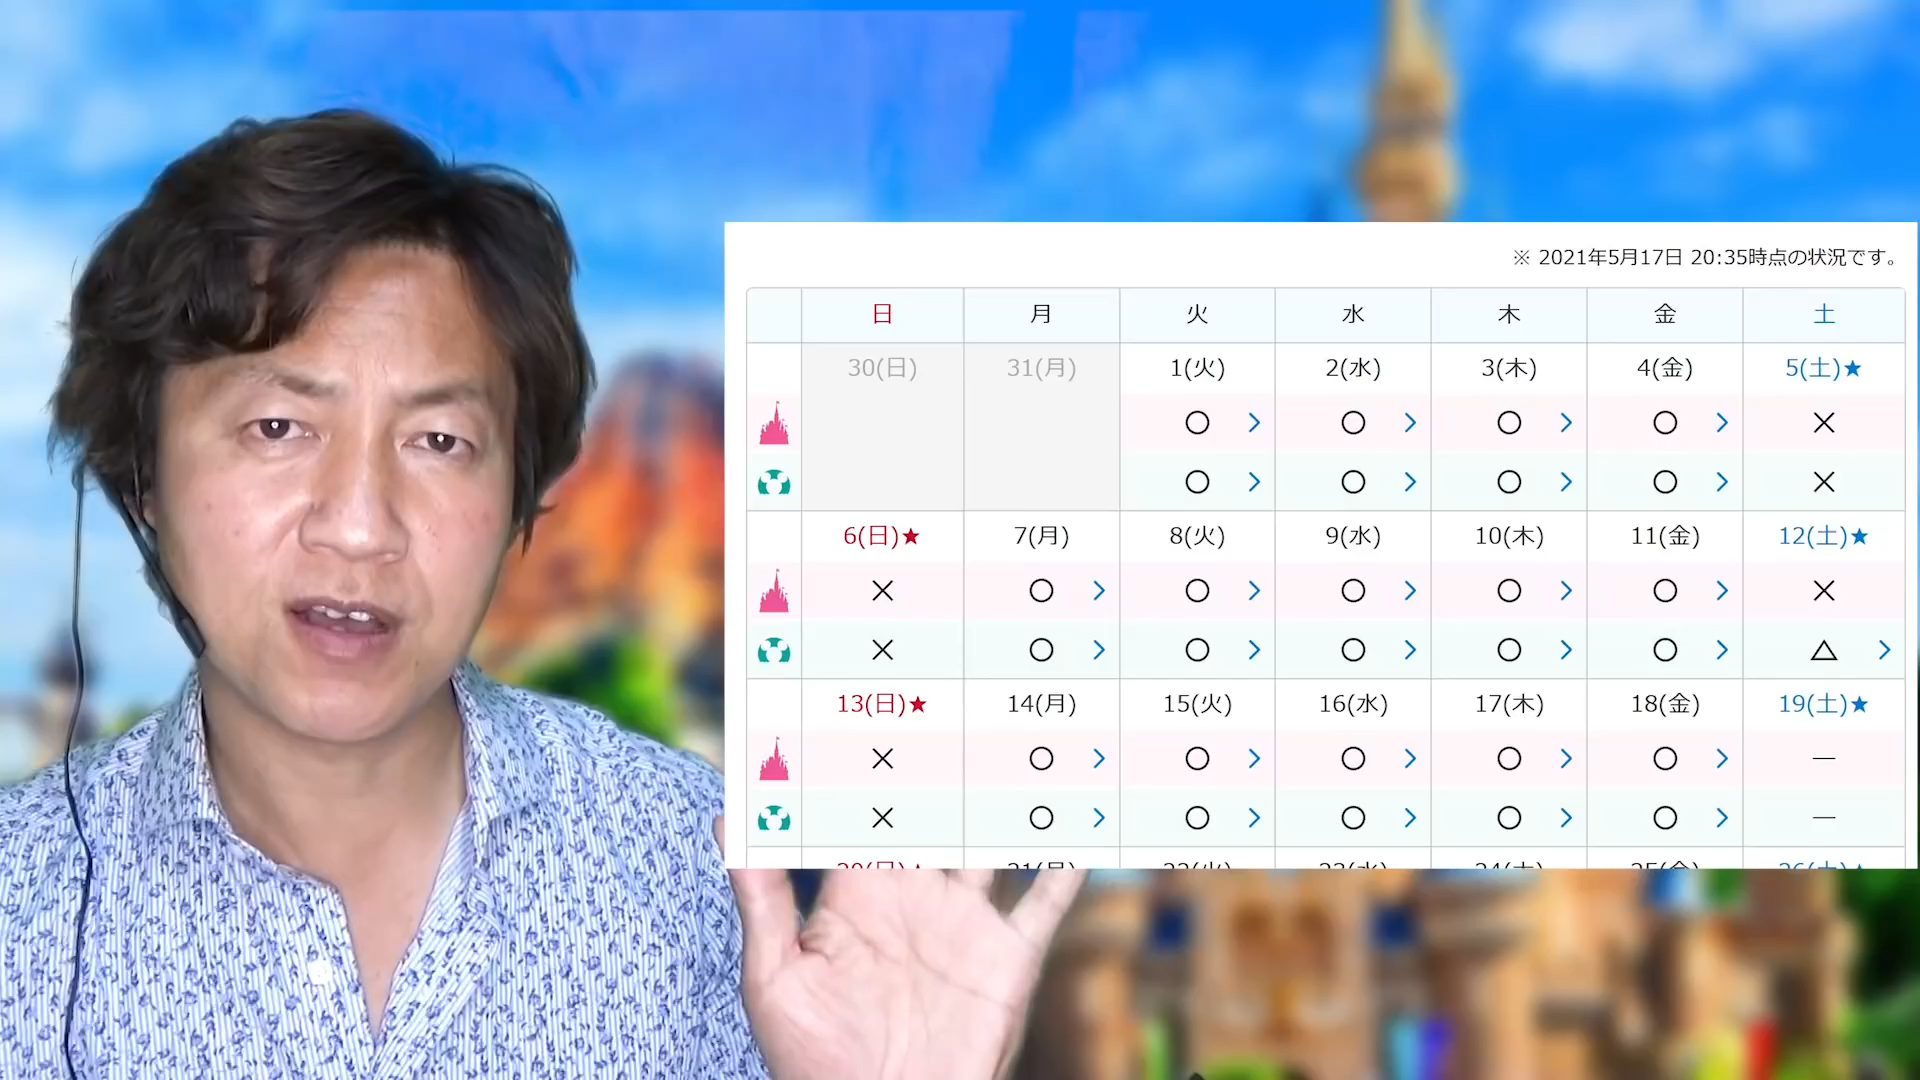 ※ 2021年5月17日 20:35時点の状況です。
日 月 火 水 木 金 土
30(日) 31(月) 1(火) 2(水) 3(木) 4(金) 5(土)★
○ ○ ○ ○ ×
○ ○ ○ ○ ×
6(日)★ 7(月) 8(火) 9(水) 10(木) 11(金) 12(土)★
× ○ ○ ○ ○ ○ ×
× ○ ○ ○ ○ ○ △
13(日)★ 14(月) 15(火) 16(水) 17(木) 18(金) 19(土)★
× ○ ○ ○ ○ ○ —
× ○ ○ ○ ○ ○ —